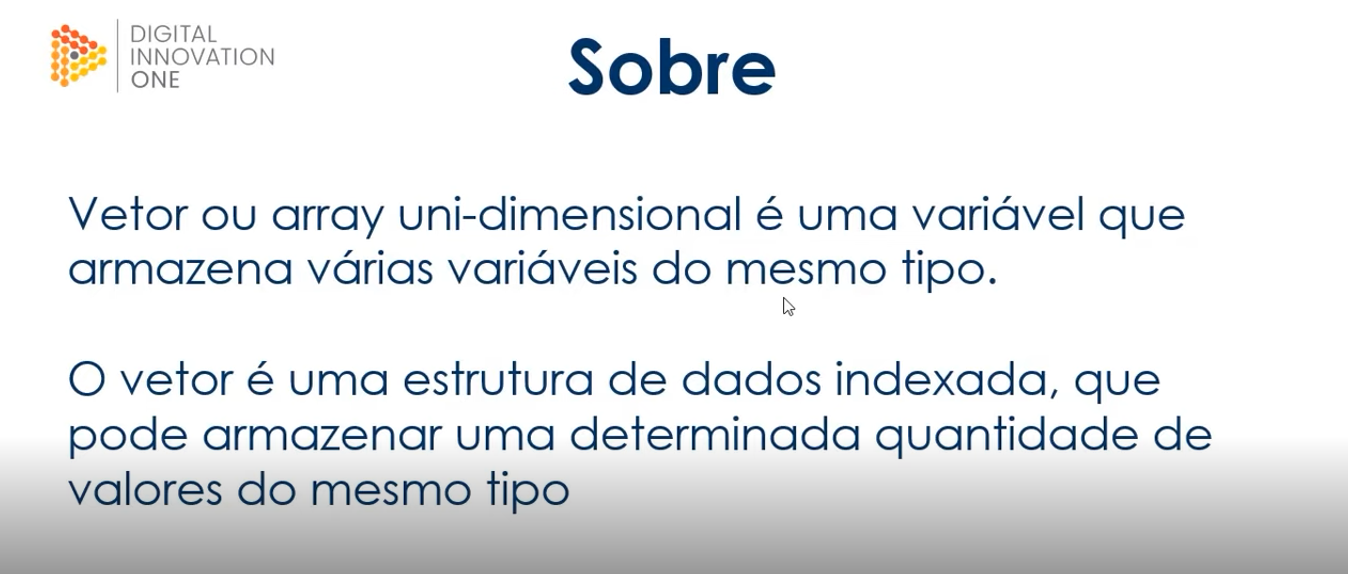 DIGITAL
INNOVATION
ONE
Sobre
Vetor ou array uni-dimensional é uma variável que
armazena várias variáveis do mesmo tipo.
O vetor é uma estrutura de dados indexada, que
pode armazenar uma determinada quantidade de
valores do mesmo tipo